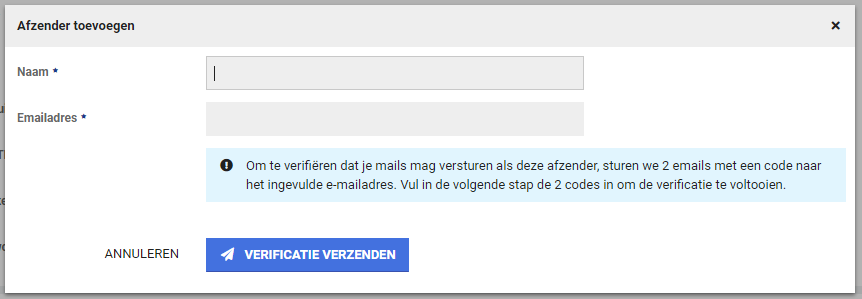 Afzender toevoegen
Naam *
Emailadres *
Om te verifiëren dat je mails mag versturen als deze afzender, sturen we 2 emails met een code naar
het ingevulde e-mailadres. Vul in de volgende stap de 2 codes in om de verificatie te voltooien.
ANNULEREN
VERIFICATIE VERZENDEN